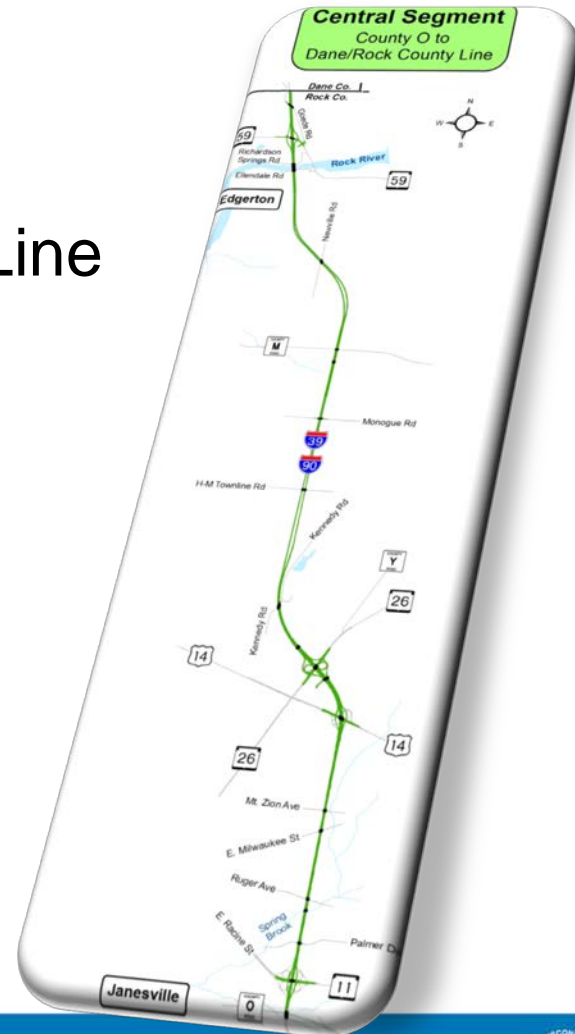 Central Segment
County O to
Dane/Rock County Line
Dane Co.
Rock Co.
N
W
E
S
Goede Rd
59
Richardson
Springs Rd
Rock River
Ellendale Rd
59
Edgerton
Line
Newville Rd
M
Monogue Rd
39
90
H-M Townline Rd
Kennedy Rd
Y
26
Kennedy Rd
14
14
26
Mt. Zion Ave
E. Milwaukee St
Ruger Ave
Spring
Brook
E. Racine St
Palmer D
11
Janesville
O